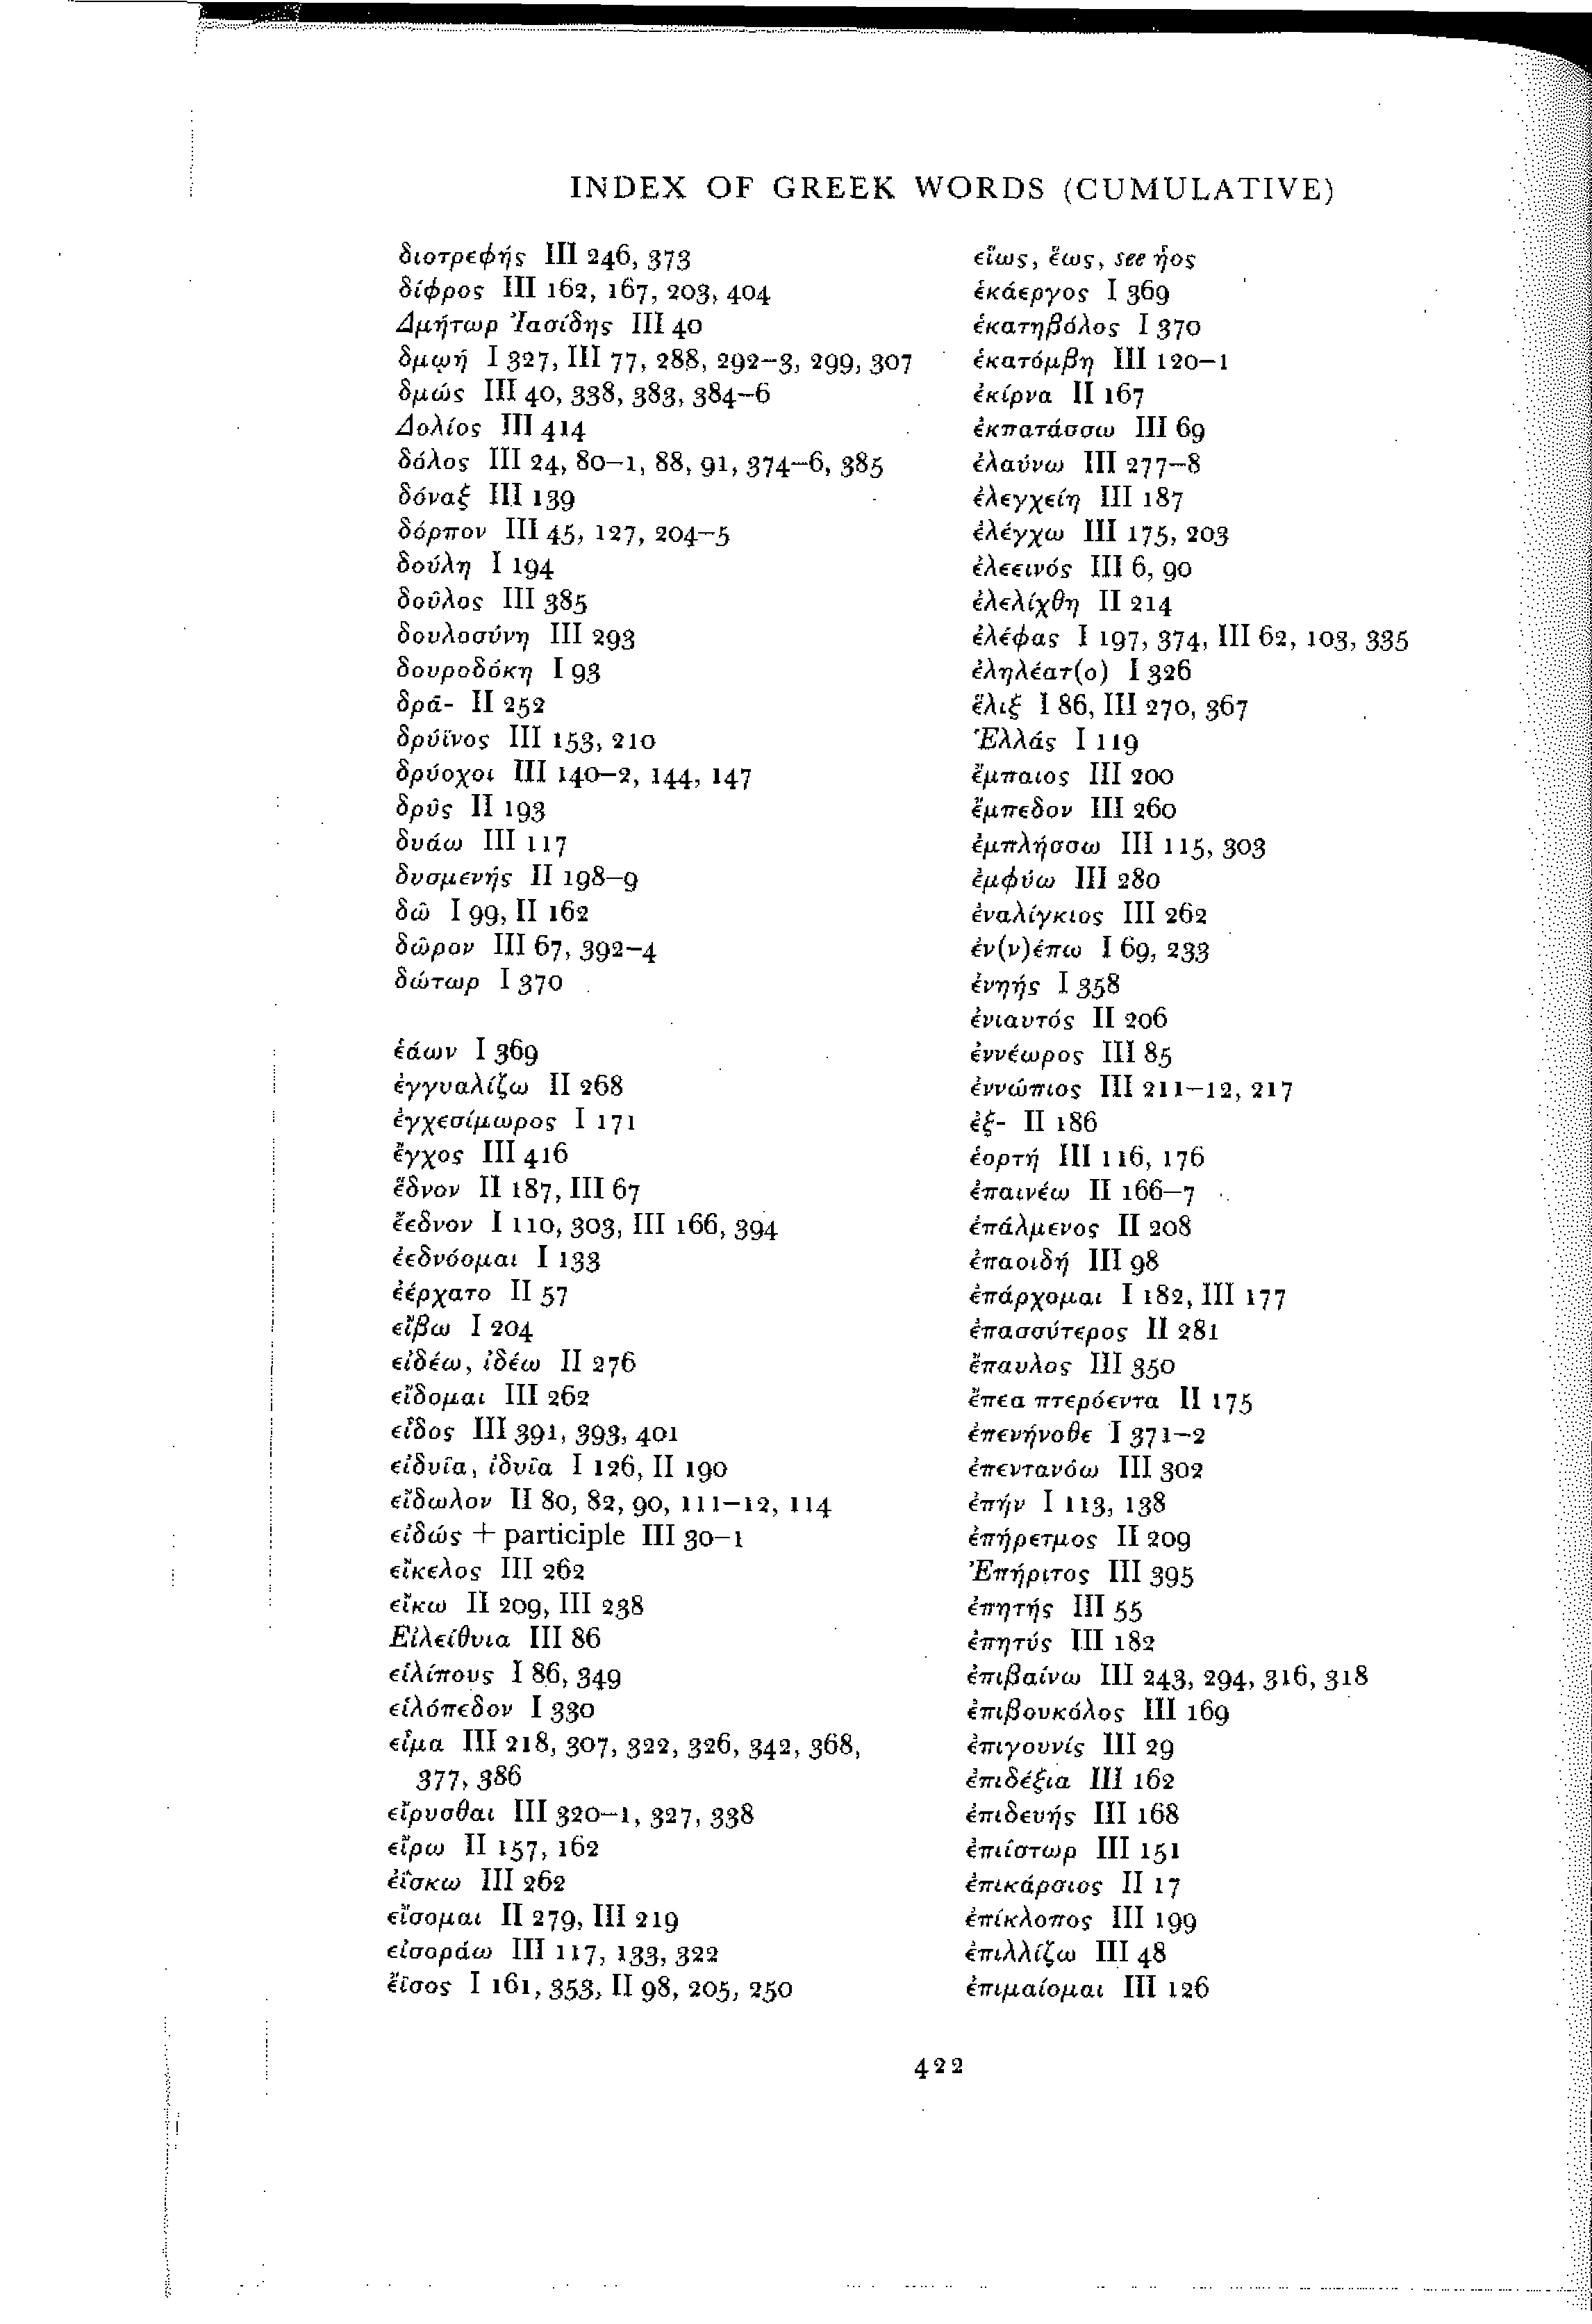 INDEX OF GREEK WORDS (CUMULATIVE)
διοτρεφής III 246, 373
δίφρος III 162, 167, 203, 404
Δμήτωρ Ἰασίδης III 40
δμῳή I 327, III 77, 288, 292–3, 299, 307
δμώς III 40, 338, 383, 384–6
Δολίος III 414
δόλος III 24, 80–1, 88, 91, 374–6, 385
δόναξ III 139
δόρπον III 45, 127, 204–5
δούλη I 194
δοῦλος III 385
δουλοσύνη III 293
δουροδόκη I 93
δρᾱ- II 252
δρύϊνος III 153, 210
δρύοχοι III 140–2, 144, 147
δρῦς II 193
δυάω III 117
δυσμενής II 198–9
δῶ I 99, II 162
δῶρον III 67, 392–4
δώτωρ I 370
ἑάων I 369
ἐγγυαλίζω II 268
ἐγχεσίμωρος I 171
ἔγχος III 416
ἕδνον II 187, III 67
ἔεδνον I 110, 303, III 166, 394
ἐεδνόομαι I 133
ἐέρχατο II 57
εἴβω I 204
εἰδέω, ἰδέω II 276
εἴδομαι III 262
εἶδος III 391, 393, 401
εἰδυῖα, ἰδυῖα I 126, II 190
εἴδωλον II 80, 82, 90, 111–12, 114
εἰδώς + participle III 30–1
εἴκελος III 262
εἴκω II 209, III 238
Εἰλείθυια III 86
εἰλίπους I 86, 349
εἱλόπεδον I 330
εἷμα III 218, 307, 322, 326, 342, 368,
377, 386
εἴρυσθαι III 320–1, 327, 338
εἴρω II 157, 162
ἐΐσκω III 262
εἴσομαι II 279, III 219
εἰσοράω III 117, 133, 322
ἔϊσος I 161, 353, II 98, 205, 250
εἵως, ἕως, see ἧος
ἑκάεργος I 369
ἑκατηβόλος I 370
ἑκατόμβη III 120–1
ἐκίρνα II 167
ἐκπατάσσω III 69
ἐλαύνω III 277–8
ἐλεγχείη III 187
ἐλέγχω III 175, 203
ἐλεεινός III 6, 90
ἐλελίχθη II 214
ἐλέφας I 197, 374, III 62, 103, 335
ἐληλέατ(ο) I 326
ἕλιξ I 86, III 270, 367
Ἑλλάς I 119
ἔμπαιος III 200
ἔμπεδον III 260
ἐμπλήσσω III 115, 303
ἐμφύω III 280
ἐναλίγκιος III 262
ἐν(ν)έπω I 69, 233
ἐνηής I 358
ἐνιαυτός II 206
ἐννέωρος III 85
ἐννώπιος III 211–12, 217
ἐξ- II 186
ἑορτή III 116, 176
ἐπαινέω II 166–7
ἐπάλμενος II 208
ἐπαοιδή III 98
ἐπάρχομαι I 182, III 177
ἐπασσύτερος II 281
ἔπαυλος III 350
ἔπεα πτερόεντα II 175
ἐπενήνοθε I 371–2
ἐπεντανόω III 302
ἐπήν I 113, 138
ἐπήρετμος II 209
Ἐπήριτος III 395
ἐπητής III 55
ἐπητύς III 182
ἐπιβαίνω III 243, 294, 316, 318
ἐπιβουκόλος III 169
ἐπιγουνίς III 29
ἐπιδέξια III 162
ἐπιδευής III 168
ἐπιίστωρ III 151
ἐπικάρσιος II 17
ἐπίκλοπος III 199
ἐπιλλίζω III 48
ἐπιμαίομαι III 126
422